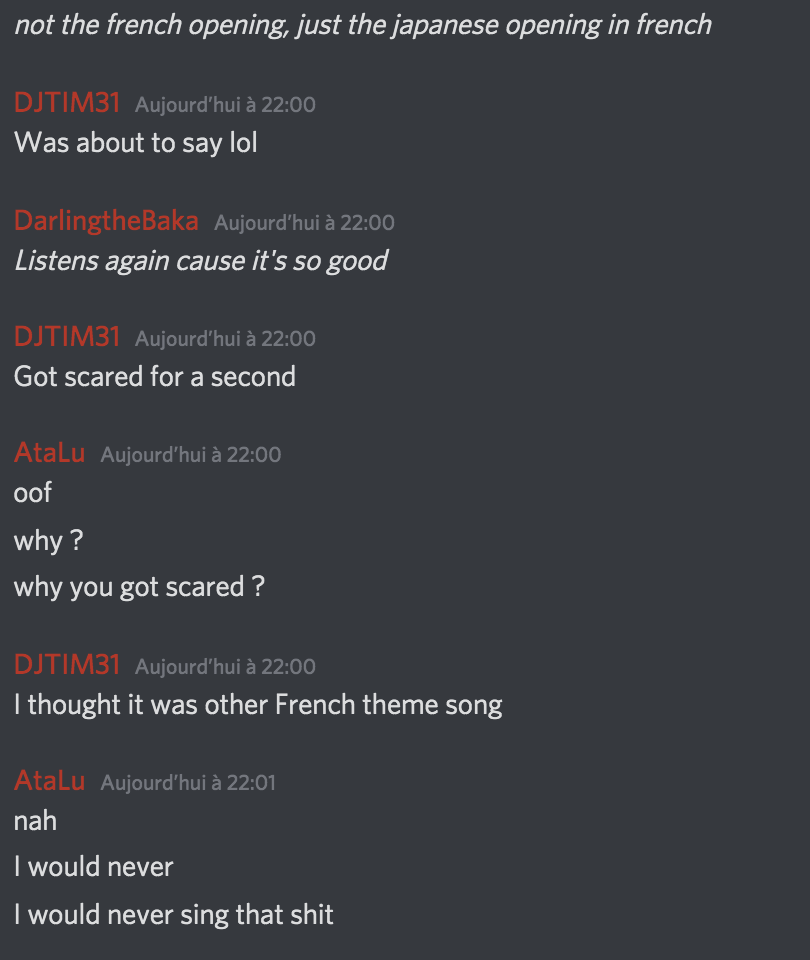 not the french opening, just the japanese opening in french
DJTIM31 Aujourd'hui à 22:00
Was about to say lol
DarlingtheBaka Aujourd'hui à 22:00
Listens again cause it's so good
DJTIM31 Aujourd'hui à 22:00
Got scared for a second
AtaLu Aujourd'hui à 22:00
oof
why ?
why you got scared ?
DJTIM31 Aujourd'hui à 22:00
I thought it was other French theme song
AtaLu Aujourd'hui à 22:01
nah
I would never
I would never sing that shit